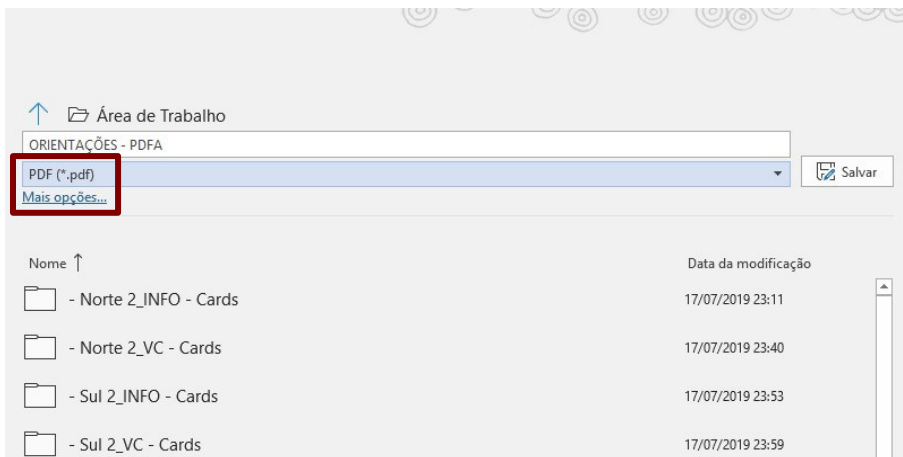 Área de Trabalho
ORIENTAÇÕES - PDFA
PDF (*.pdf)
Salvar
Mais opções...
Nome Data da modificação
- Norte 2_INFO - Cards 17/07/2019 23:11
- Norte 2_VC - Cards 17/07/2019 23:40
- Sul 2_INFO - Cards 17/07/2019 23:53
- Sul 2_VC - Cards 17/07/2019 23:59